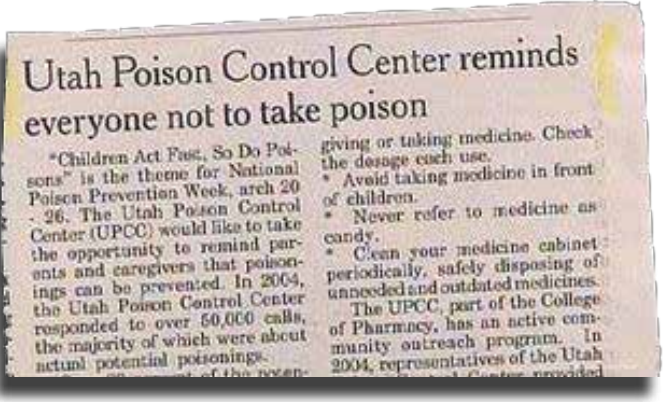 Utah Poison Control Center reminds
everyone not to take poison
"Children Act Fast, So Do Poi-
sons" is the theme for National
Poison Prevention Week, arch 20
- 26. The Utah Poison Control
Center (UPCC) would like to take
the opportunity to remind par-
ents and caregivers that poison-
ings can be prevented. In 2004,
the Utah Poison Control Center
responded to over 50,000 calls,
the majority of which were about
actual potential poisonings.
of the poten-
giving or taking medicine. Check
the dosage each use.
* Avoid taking medicine in front
of children.
* Never refer to medicine as
candy.
* Clean your medicine cabinet
periodically, safely disposing of
unneeded and outdated medicines.
The UPCC, part of the College
of Pharmacy, has an active com-
munity outreach program. In
2004, representatives of the Utah
Control Center provided